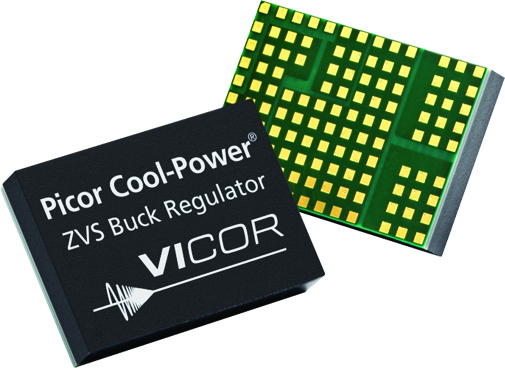 Picor Cool-Power®
ZVS Buck Regulator
VICOR